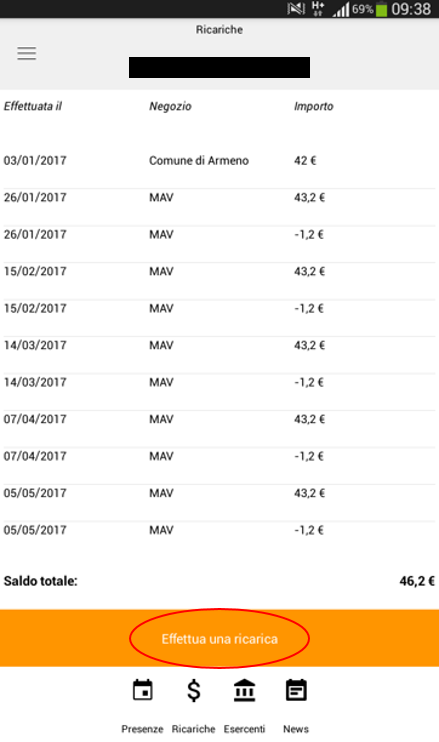 H+ 69% 09:38
Ricariche
Effettuata il Negozio Importo
03/01/2017 Comune di Armeno 42 €
26/01/2017 MAV 43,2 €
26/01/2017 MAV -1,2 €
15/02/2017 MAV 43,2 €
15/02/2017 MAV -1,2 €
14/03/2017 MAV 43,2 €
14/03/2017 MAV -1,2 €
07/04/2017 MAV 43,2 €
07/04/2017 MAV -1,2 €
05/05/2017 MAV 43,2 €
05/05/2017 MAV -1,2 €
Saldo totale: 46,2 €
Effettua una ricarica
Presenze Ricariche Esercenti News